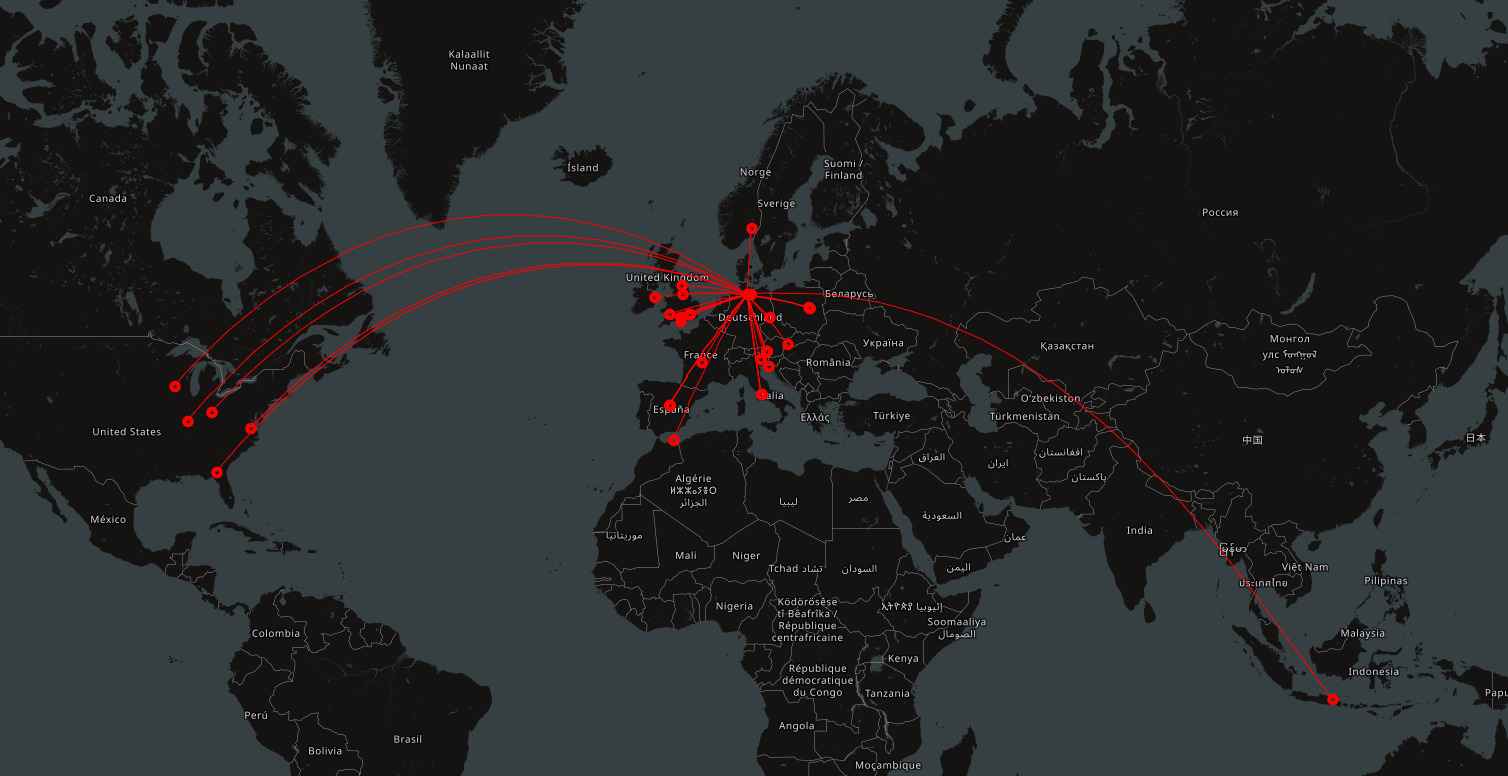 Kalaallit
Nunaat
Ísland
Norge
Suomi /
Finland
Sverige
Canada
Россия
United Kingdom
Беларусь
Deutschland
Україна
Қазақстан
Монгол
улс
France
România
Italia
O'zbekiston
Türkmenistan
España
Ελλάς
Türkiye
United States
中国
日本
افغانستان
العراق
ایران
پاکستان
Algérie
ⵍⵣⵣⴰⵢⴻⵔ
الجزائر
ليبيا
مصر
السعودية
México
India
عمان
موريتانيا
Mali
Niger
Tchad تشاد
السودان
اليمن
မြန်မာ
Việt Nam
ประเทศไทย
Pilipinas
Nigeria
Ködörösêse
tî Bêafrîka /
République
centrafricaine
ኢትዮጵያ إثيوبيا
Soomaaliya
الصومال
Colombia
Malaysia
Kenya
Indonesia
République
démocratique
du Congo
Tanzania
Papu
Perú
Angola
Brasil
Bolivia
Moçambique